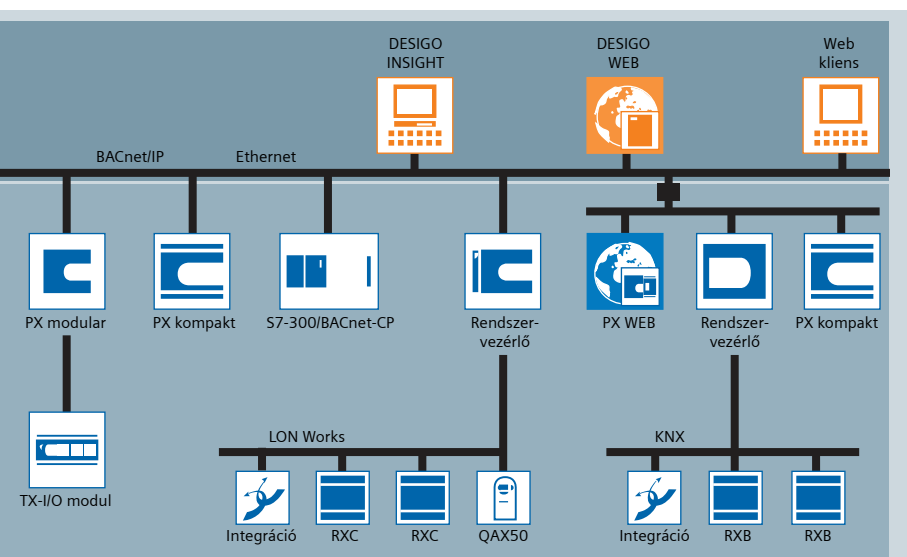 DESIGO
INSIGHT
DESIGO
WEB
Web
kliens
BACnet/IP
Ethernet
PX modular
PX kompakt
S7-300/BACnet-CP
Rendszer-
vezérlő
PX WEB
Rendszer-
vezérlő
PX kompakt
TX-I/O modul
LON Works
KNX
Integráció
RXC
RXC
QAX50
Integráció
RXB
RXB